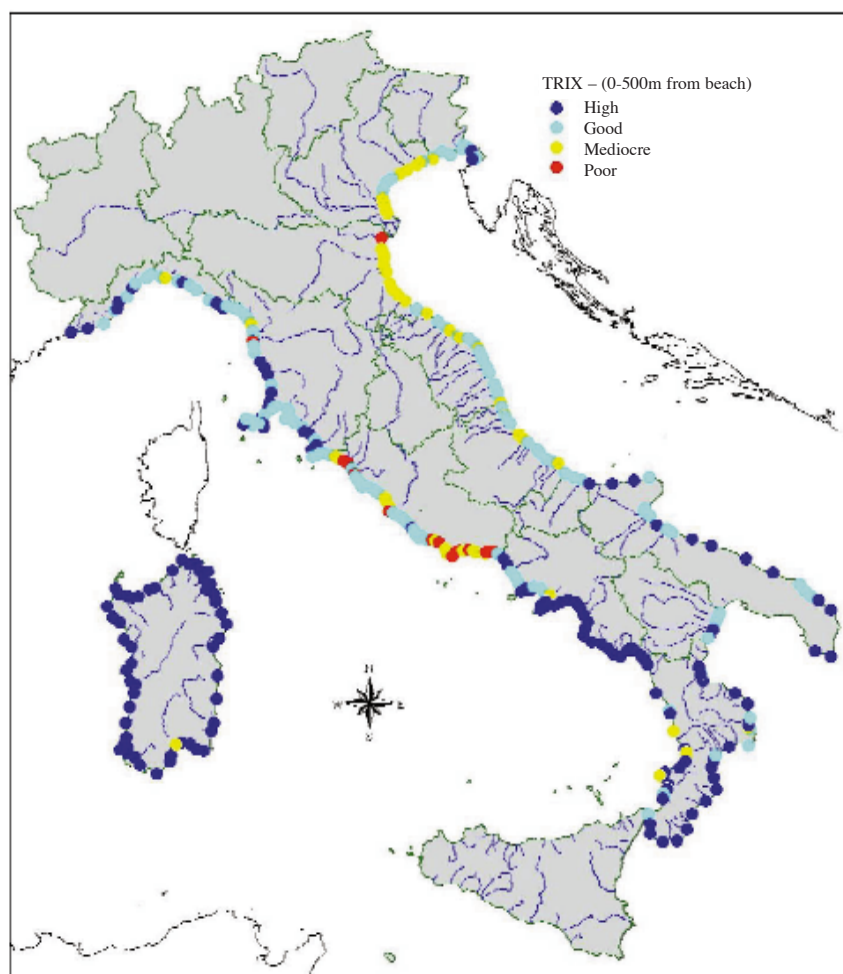 TRIX – (0-500m from beach)
High
Good
Mediocre
Poor
N
W
E
S